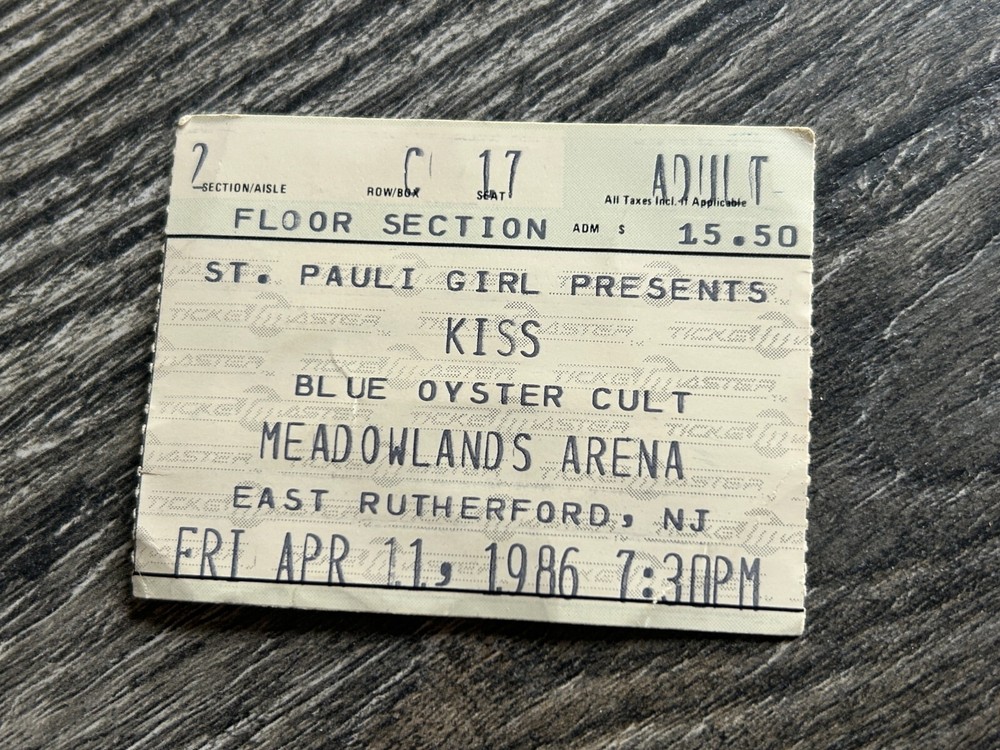 2 C 17 ADULT
SECTION/AISLE ROW/BOX SEAT All Taxes Incl. If Applicable
FLOOR SECTION ADM $ 15.50
ST. PAULI GIRL PRESENTS
KISS
BLUE OYSTER CULT
MEADOWLANDS ARENA
EAST RUTHERFORD, NJ
FRI APR 11, 1986 7:30PM
TICKETMASTER